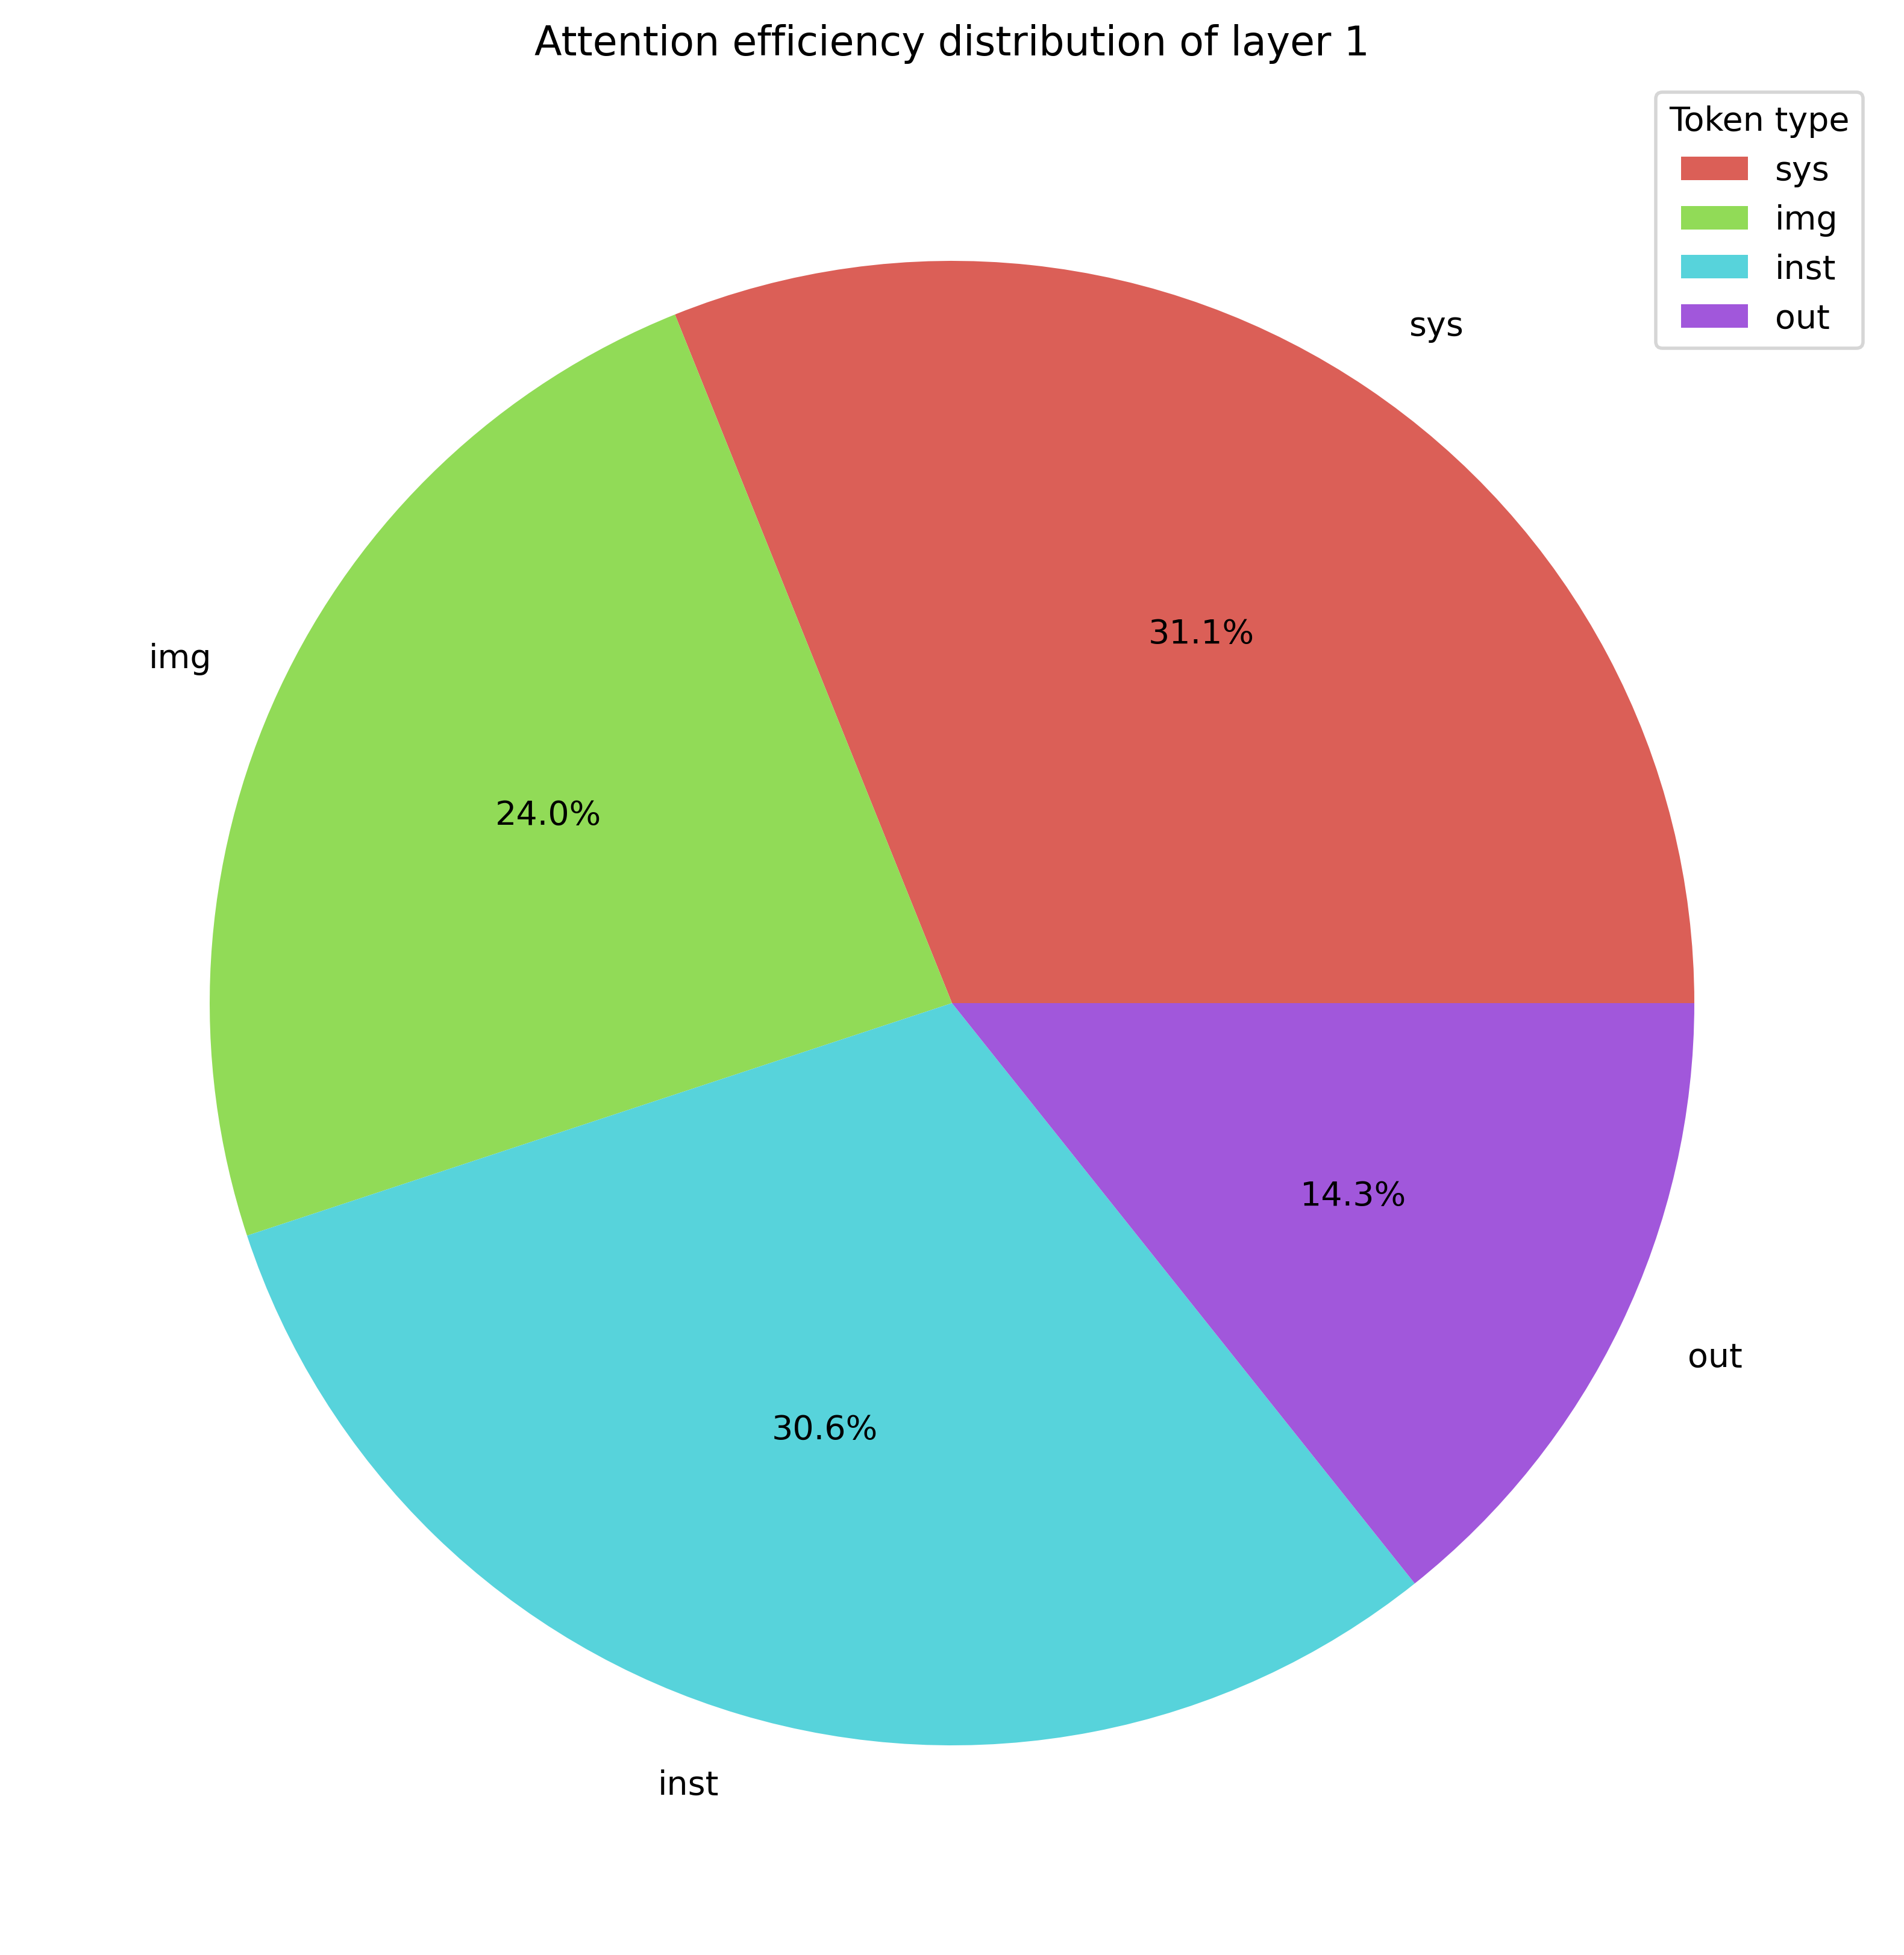 Attention efficiency distribution of layer 1
Token type
sys
img
inst
out
sys
31.1%
img
24.0%
14.3%
out
30.6%
inst